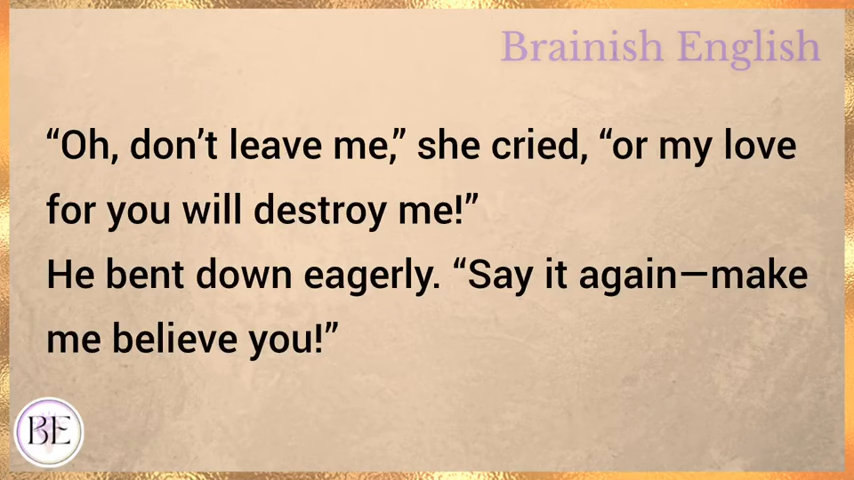 Brainish English
“Oh, don’t leave me,” she cried, “or my love
for you will destroy me!”
He bent down eagerly. “Say it again—make
me believe you!”
BE